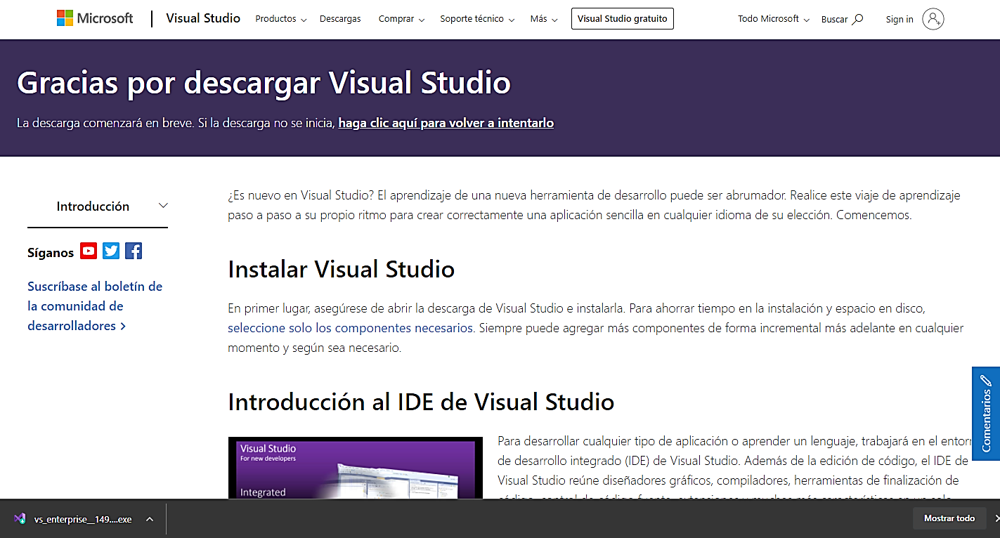 Microsoft
Visual Studio
Productos
Descargas
Comprar
Soporte técnico
Más
Visual Studio gratuito
Todo Microsoft
Buscar
Sign in
Gracias por descargar Visual Studio
La descarga comenzará en breve. Si la descarga no se inicia, haga clic aquí para volver a intentarlo
Introducción
Síganos
Suscríbase al boletín de
la comunidad de
desarrolladores
¿Es nuevo en Visual Studio? El aprendizaje de una nueva herramienta de desarrollo puede ser abrumador. Realice este viaje de aprendizaje
paso a paso a su propio ritmo para crear correctamente una aplicación sencilla en cualquier idioma de su elección. Comencemos.
Instalar Visual Studio
En primer lugar, asegúrese de abrir la descarga de Visual Studio e instalarla. Para ahorrar tiempo en la instalación y espacio en disco,
seleccione solo los componentes necesarios. Siempre puede agregar más componentes de forma incremental más adelante en cualquier
momento y según sea necesario.
Introducción al IDE de Visual Studio
Visual Studio
For new developers
Integrated
Para desarrollar cualquier tipo de aplicación o aprender un lenguaje, trabajará en el
de desarrollo integrado (IDE) de Visual Studio. Además de la edición de código, el IDE de
Visual Studio reúne diseñadores gráficos, compiladores, herramientas de finalización de
Comentarios
vs_enterprise__149....exe
Mostrar todo